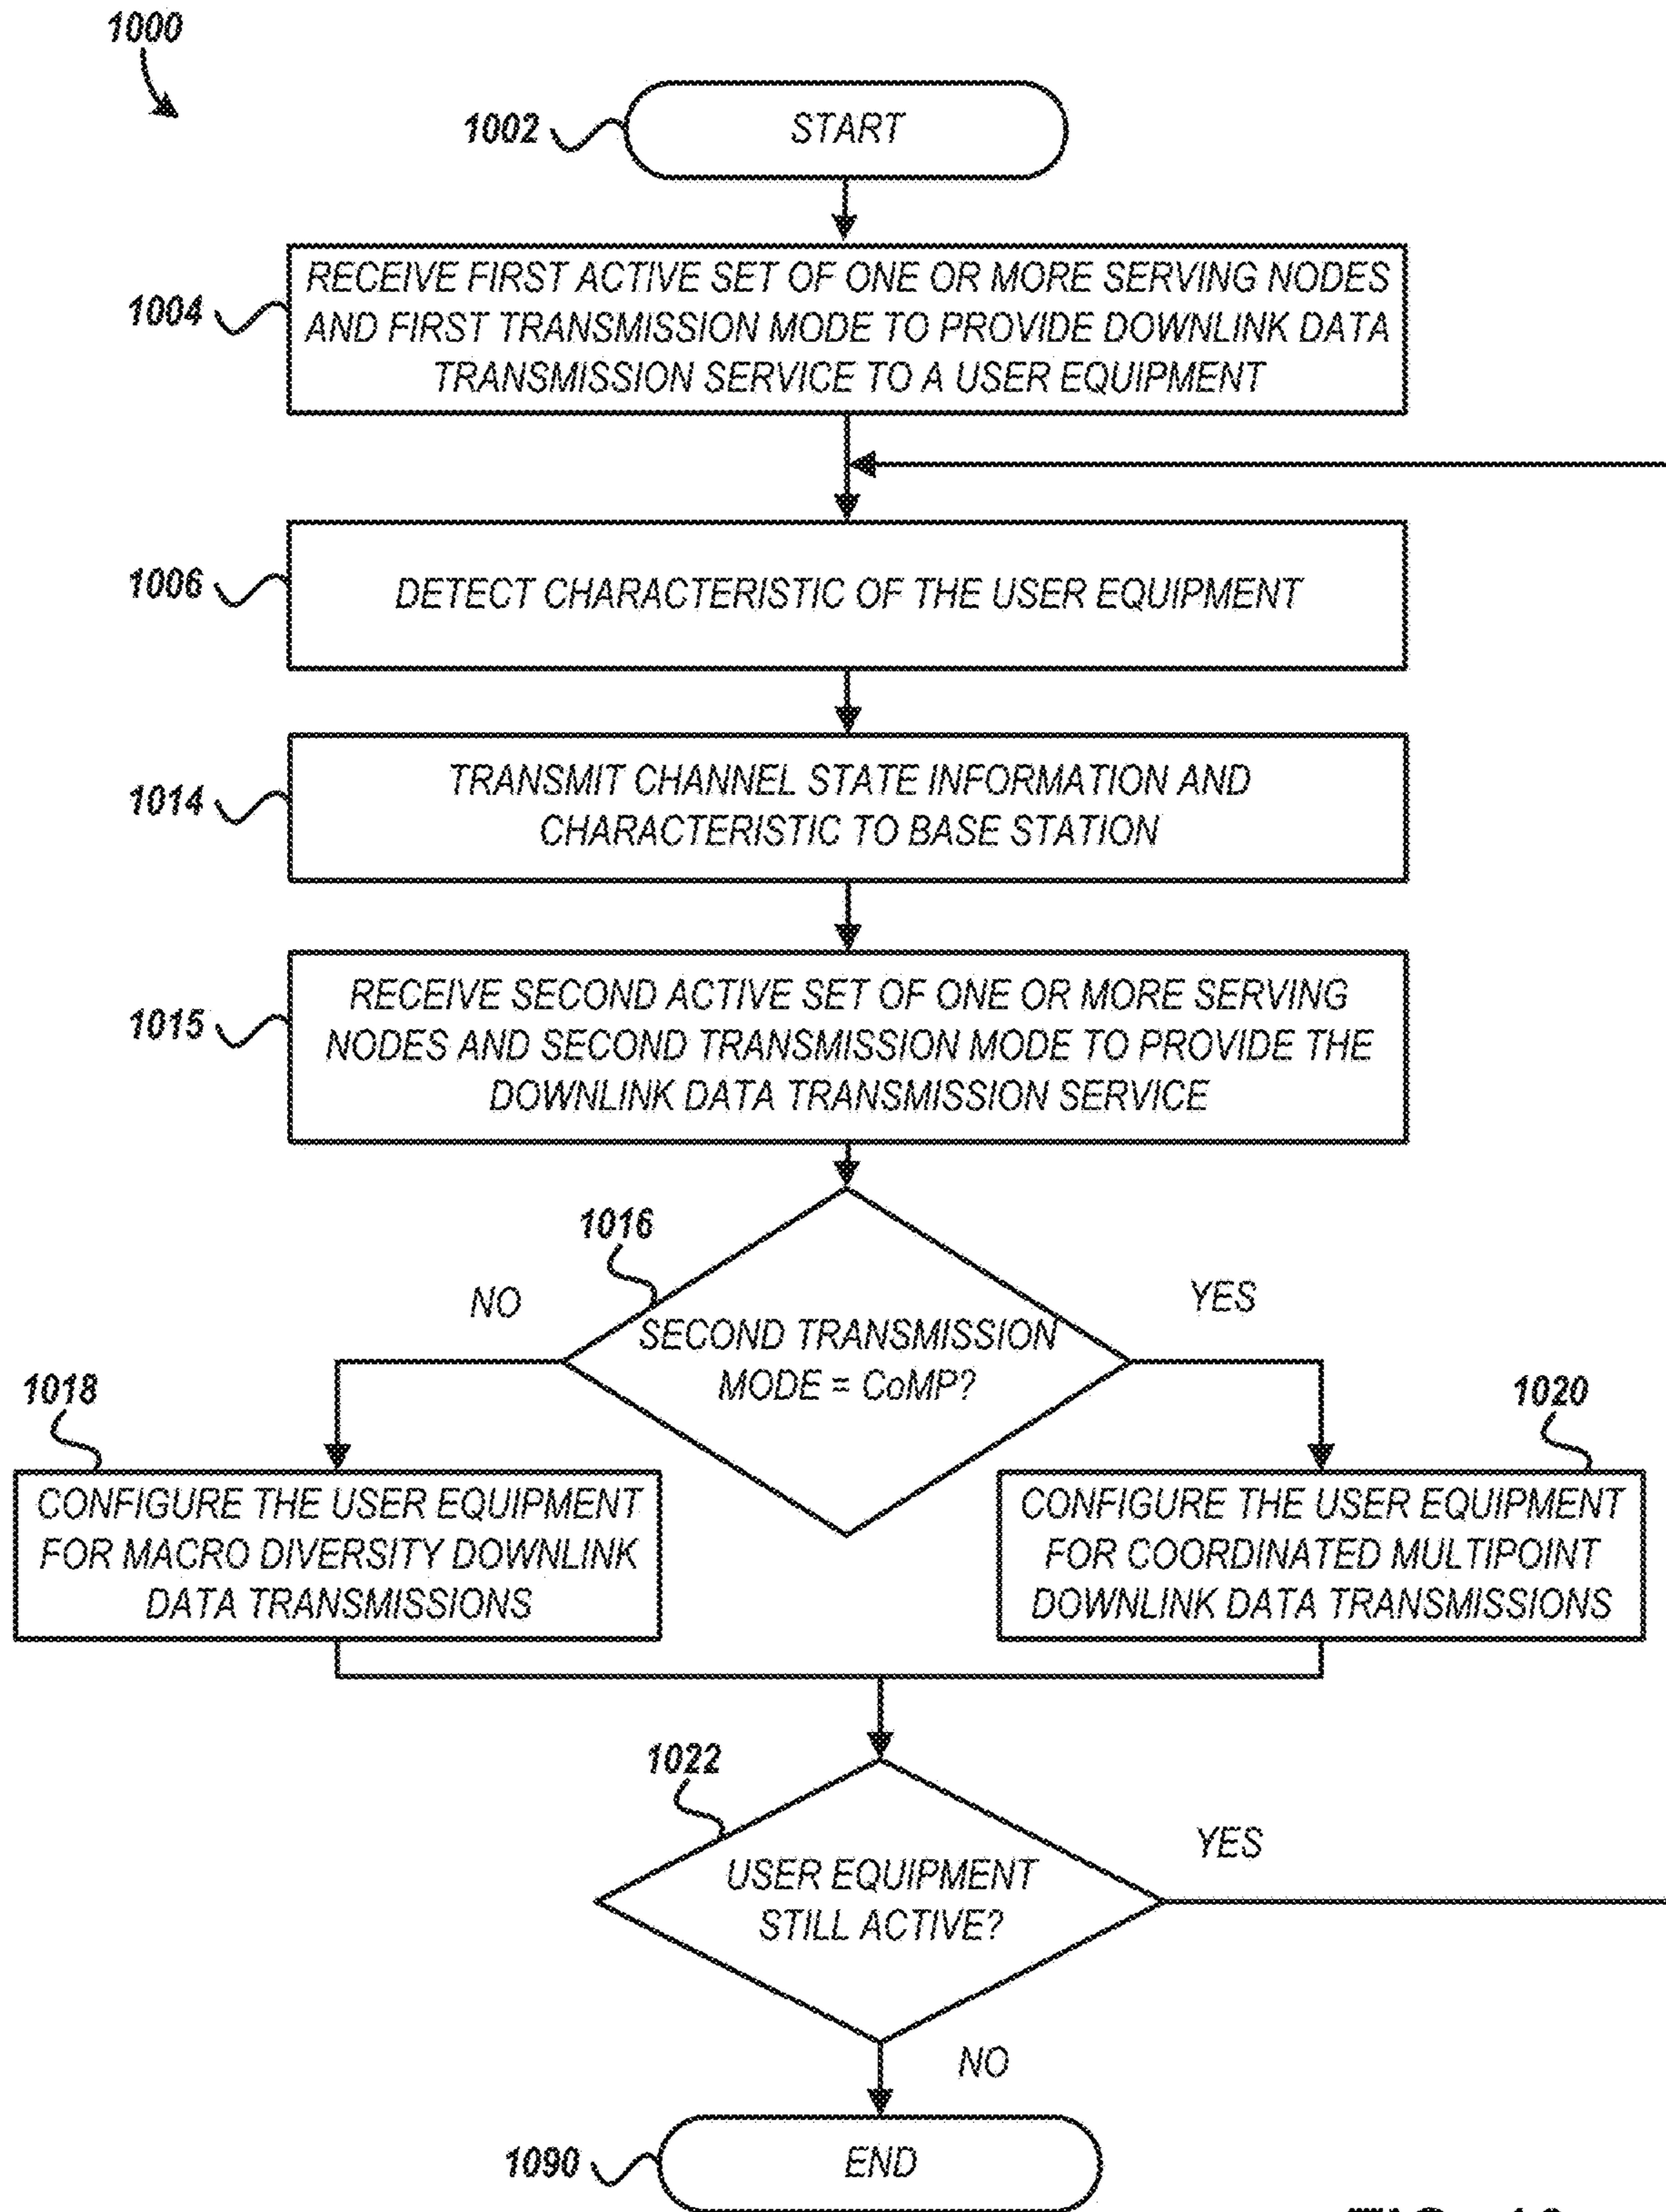 1000
1002
START
1004
RECEIVE FIRST ACTIVE SET OF ONE OR MORE SERVING NODES
AND FIRST TRANSMISSION MODE TO PROVIDE DOWNLINK DATA
TRANSMISSION SERVICE TO A USER EQUIPMENT
1006
DETECT CHARACTERISTIC OF THE USER EQUIPMENT
1014
TRANSMIT CHANNEL STATE INFORMATION AND
CHARACTERISTIC TO BASE STATION
1015
RECEIVE SECOND ACTIVE SET OF ONE OR MORE SERVING
NODES AND SECOND TRANSMISSION MODE TO PROVIDE THE
DOWNLINK DATA TRANSMISSION SERVICE
1016
NO
YES
SECOND TRANSMISSION
MODE = CoMP?
1018
CONFIGURE THE USER EQUIPMENT
FOR MACRO DIVERSITY DOWNLINK
DATA TRANSMISSIONS
1020
CONFIGURE THE USER EQUIPMENT
FOR COORDINATED MULTIPOINT
DOWNLINK DATA TRANSMISSIONS
1022
USER EQUIPMENT
STILL ACTIVE?
YES
NO
1090
END